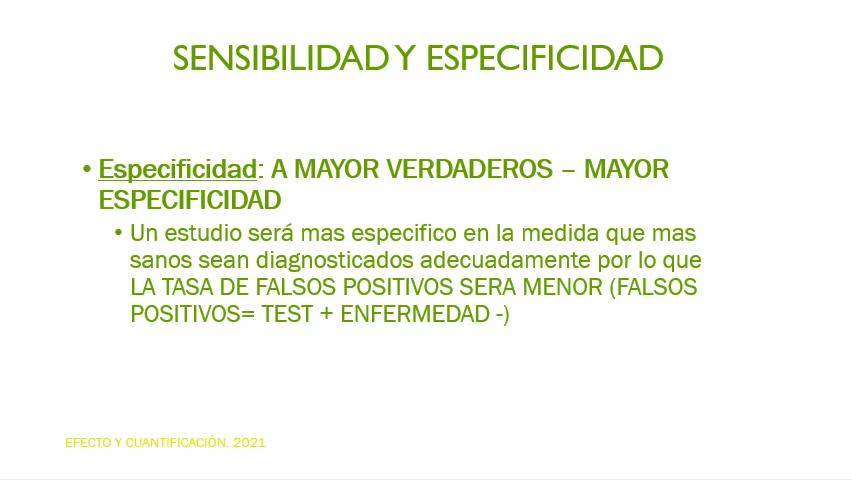 SENSIBILIDAD Y ESPECIFICIDAD
• Especificidad: A MAYOR VERDADEROS – MAYOR
ESPECIFICIDAD
• Un estudio será mas especifico en la medida que mas
sanos sean diagnosticados adecuadamente por lo que
LA TASA DE FALSOS POSITIVOS SERA MENOR (FALSOS
POSITIVOS= TEST + ENFERMEDAD -)
EFECTO Y CUANTIFICACIÓN. 2021